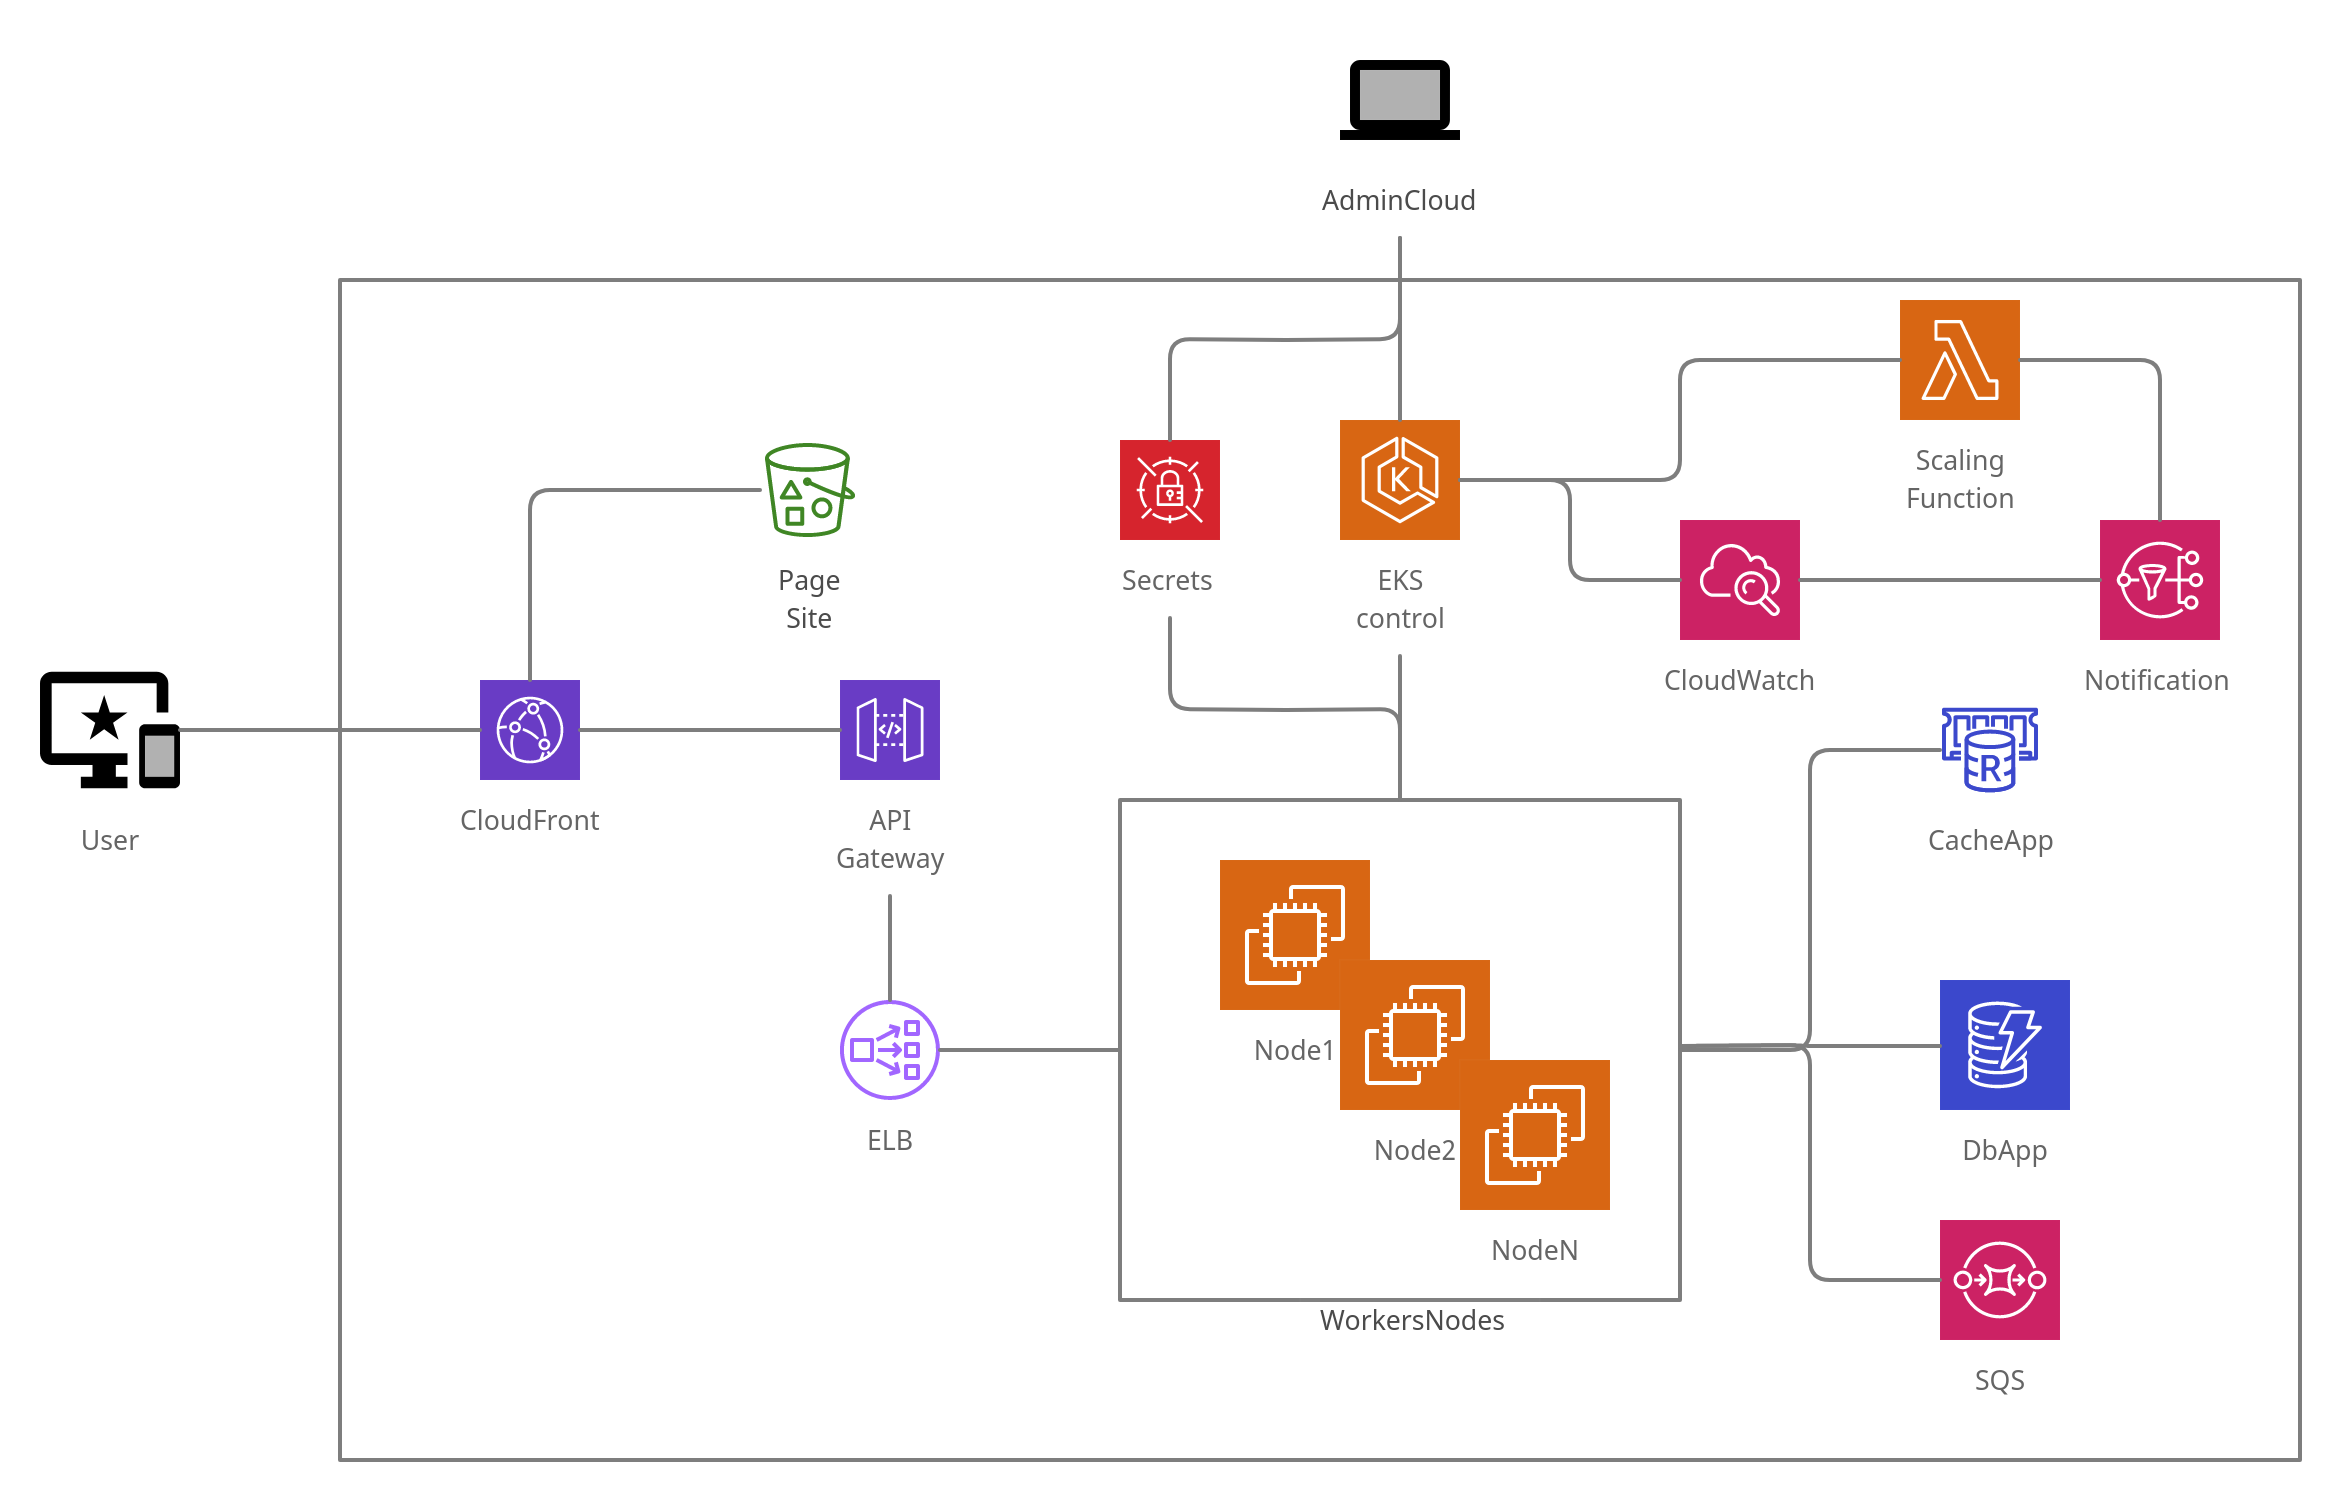 AdminCloud
Scaling
Function
Page
Site
Secrets
K
EKS
control
CloudWatch
Notification
User
CloudFront
</>
API
Gateway
R
CacheApp
ELB
Node1
Node2
NodeN
WorkersNodes
DbApp
SQS